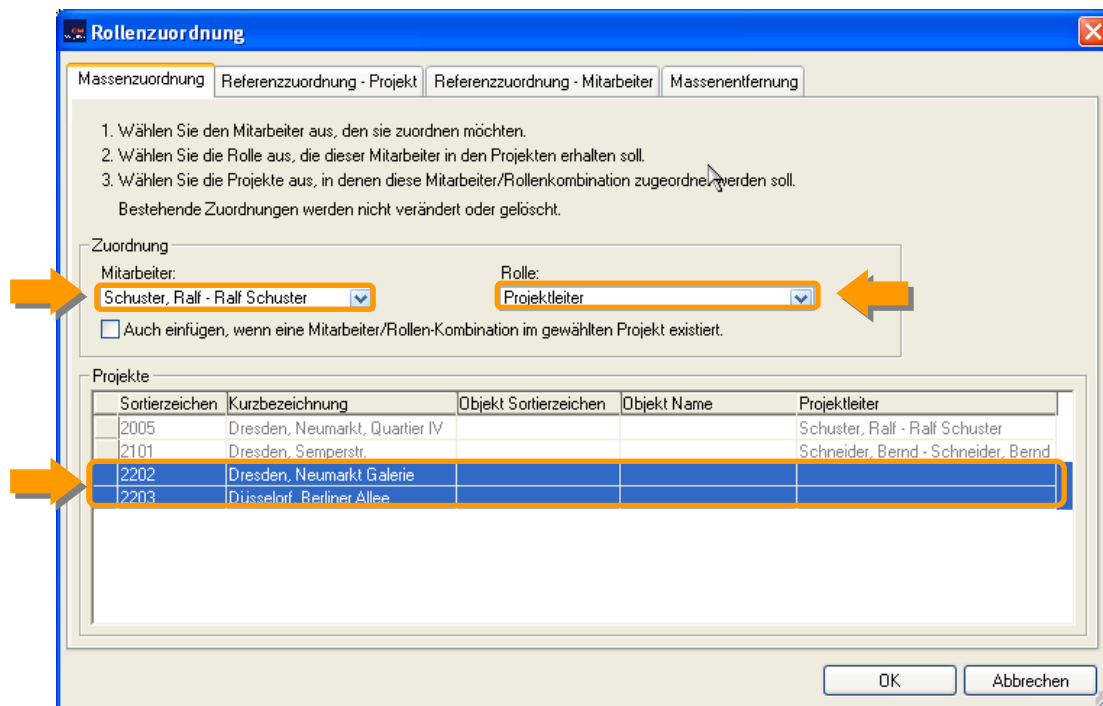 Rollenzuordnung
Massenzuordnung Referenzzuordnung - Projekt Referenzzuordnung - Mitarbeiter Massenentfernung
1. Wählen Sie den Mitarbeiter aus, den sie zuordnen möchten.
2. Wählen Sie die Rolle aus, die dieser Mitarbeiter in den Projekten erhalten soll.
3. Wählen Sie die Projekte aus, in denen diese Mitarbeiter/Rollenkombination zugeordnet werden soll.
Bestehende Zuordnungen werden nicht verändert oder gelöscht.
Zuordnung
Mitarbeiter: Rolle:
Schuster, Ralf - Ralf Schuster Projektleiter
Auch einfügen, wenn eine Mitarbeiter/Rollen-Kombination im gewählten Projekt existiert.
Projekte
Sortierzeichen Kurzbezeichnung Objekt Sortierzeichen Objekt Name Projektleiter
2005 Dresden, Neumarkt, Quartier IV Schuster, Ralf - Ralf Schuster
2101 Dresden, Semperstr. Schneider, Bernd - Schneider, Bernd
2202 Dresden, Neumarkt Galerie
2203 Düsselorf, Berliner Allee
OK Abbrechen